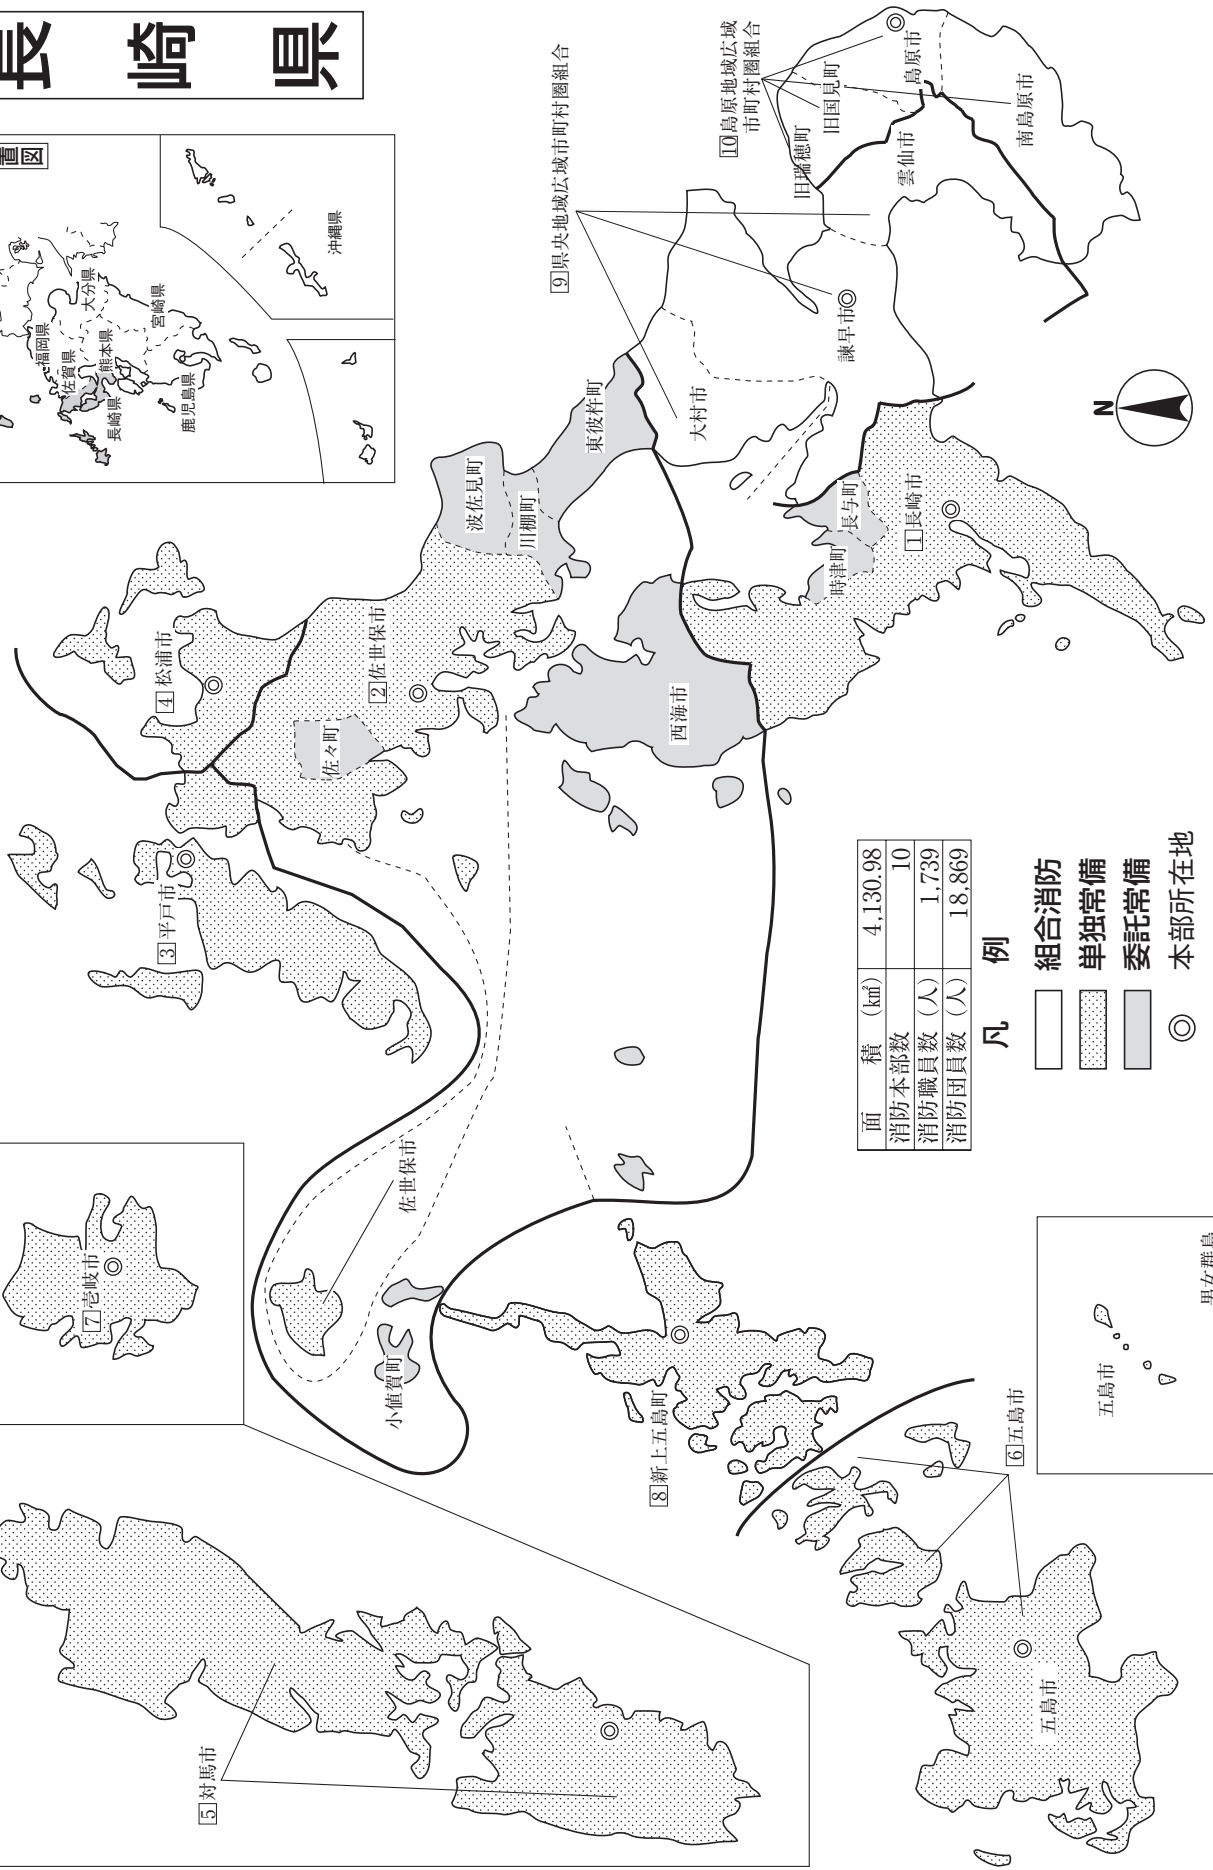 長崎県
置図
福岡県
佐賀県
長崎県
大分県
熊本県
宮崎県
鹿児島県
沖縄県
10島原地域広域
市町村圏組合
旧瑞穂町
旧国見町
島原市
雲仙市
南島原市
9県央地域広域市町村圏組合
大村市
諫早市
東彼杵町
波佐見町
川棚町
長与町
時津町
1長崎市
4松浦市
2佐世保市
佐々町
西海市
3平戸市
7壱岐市
佐世保市
小値賀町
8新上五島町
6五島市
五島市
五島市
男女群島
5対馬市
N
面積(km²) 4,130.98
消防本部数 10
消防職員数(人) 1,739
消防団員数(人) 18,869
凡例
組合消防
単独常備
委託常備
本部所在地